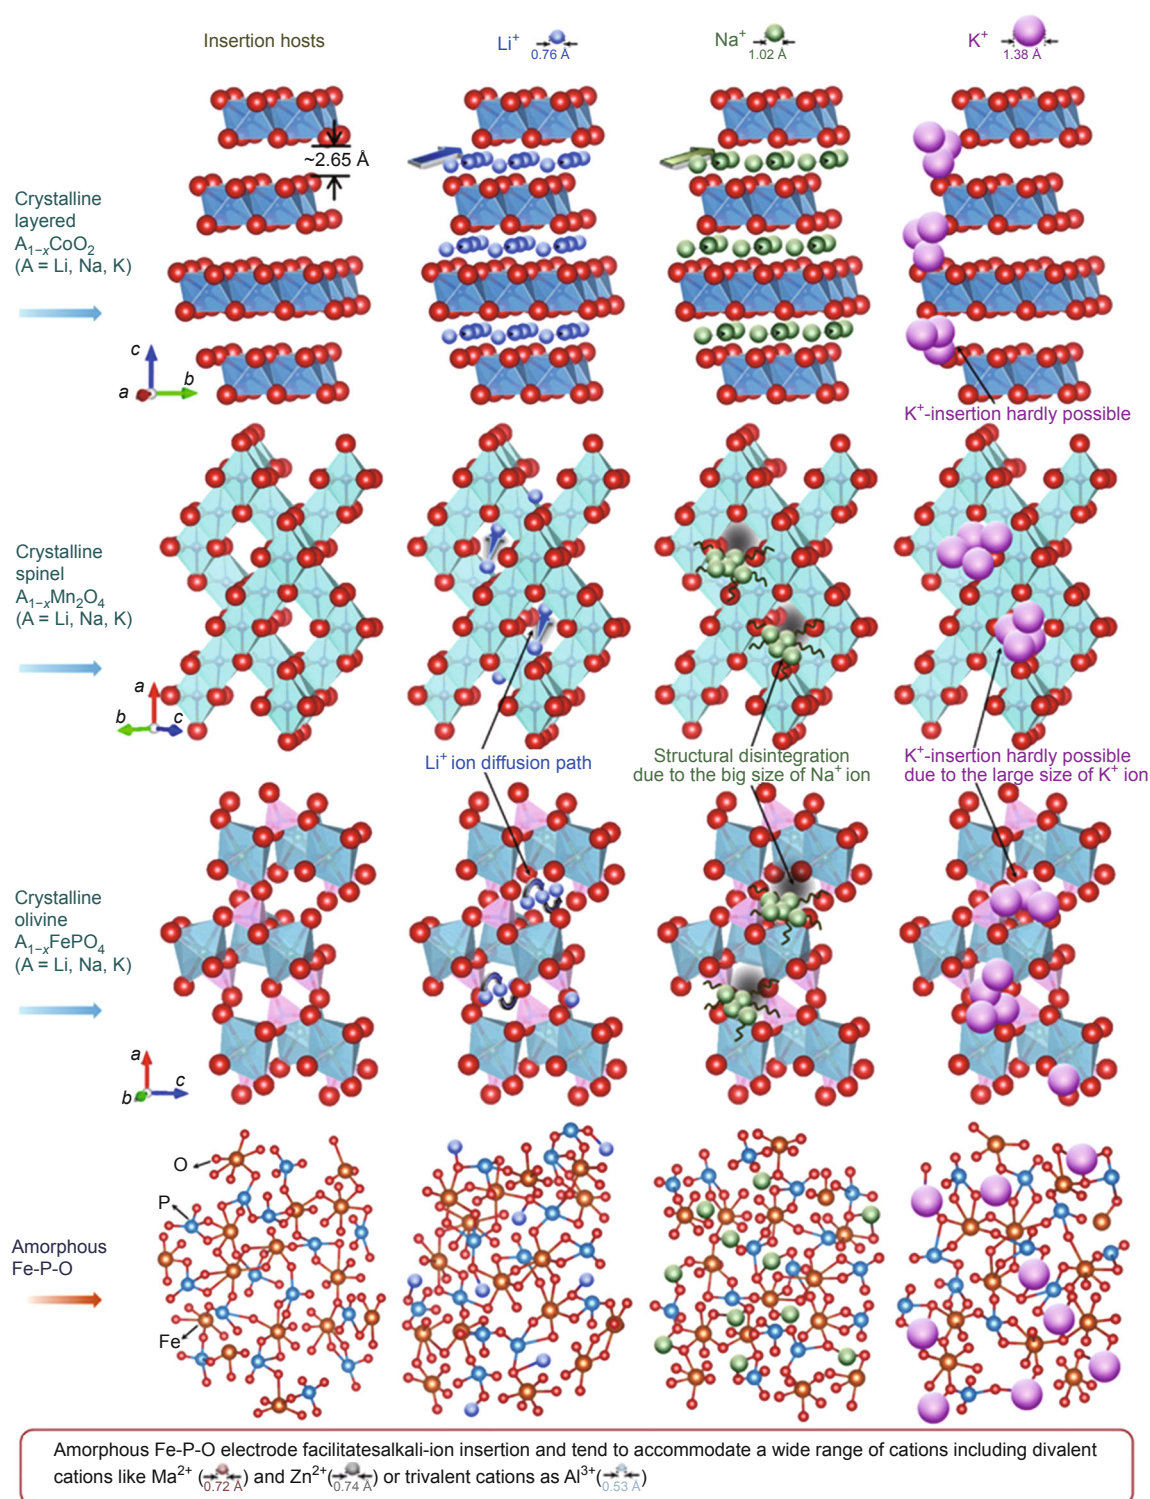 Insertion hosts
Li⁺
0.76 Å
Na⁺
1.02 Å
K⁺
1.38 Å
~2.65 Å
Crystalline
layered
A₁₋ₓCoO₂
(A = Li, Na, K)
c
b
a
K⁺-insertion hardly possible
Crystalline
spinel
A₁₋ₓMn₂O₄
(A = Li, Na, K)
a
b
c
Li⁺ ion diffusion path
Structural disintegration
due to the big size of Na⁺ ion
K⁺-insertion hardly possible
due to the large size of K⁺ ion
Crystalline
olivine
A₁₋ₓFePO₄
(A = Li, Na, K)
a
c
b
O
P
Amorphous
Fe-P-O
Fe
Amorphous Fe-P-O electrode facilitatesalkali-ion insertion and tend to accommodate a wide range of cations including divalent
cations like Ma²⁺ (0.72 Å) and Zn²⁺(0.74 Å) or trivalent cations as Al³⁺(0.53 Å)